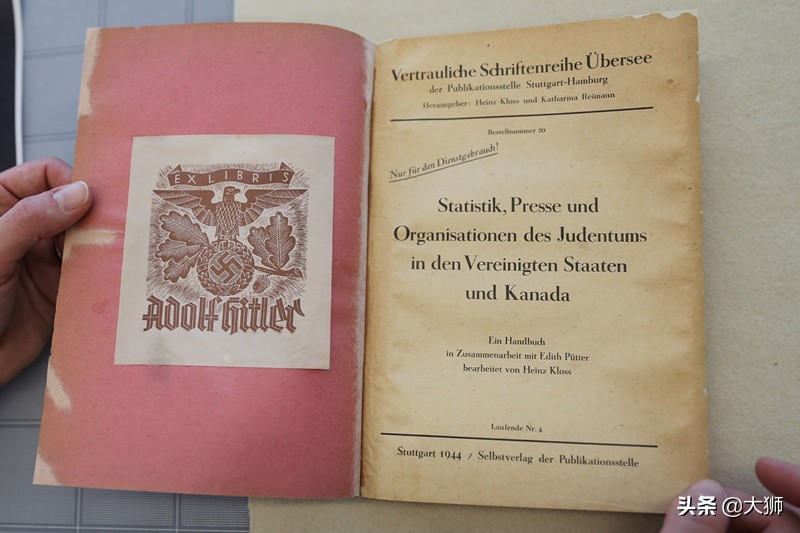 EX LIBRIS
Adolf Hitler
Vertrauliche Schriftenreihe Übersee
der Publikationsstelle Stuttgart-Hamburg
Herausgeber: Heinz Kloss und Katharina Reimann
Bestellnummer 20
Nur für den Dienstgebrauch!
Statistik, Presse und
Organisationen des Judentums
in den Vereinigten Staaten
und Kanada
Ein Handbuch
in Zusammenarbeit mit Edith Pütter
bearbeitet von Heinz Kloss
Laufende Nr. 4
Stuttgart 1944 / Selbstverlag der Publikationsstelle
头条 @大狮